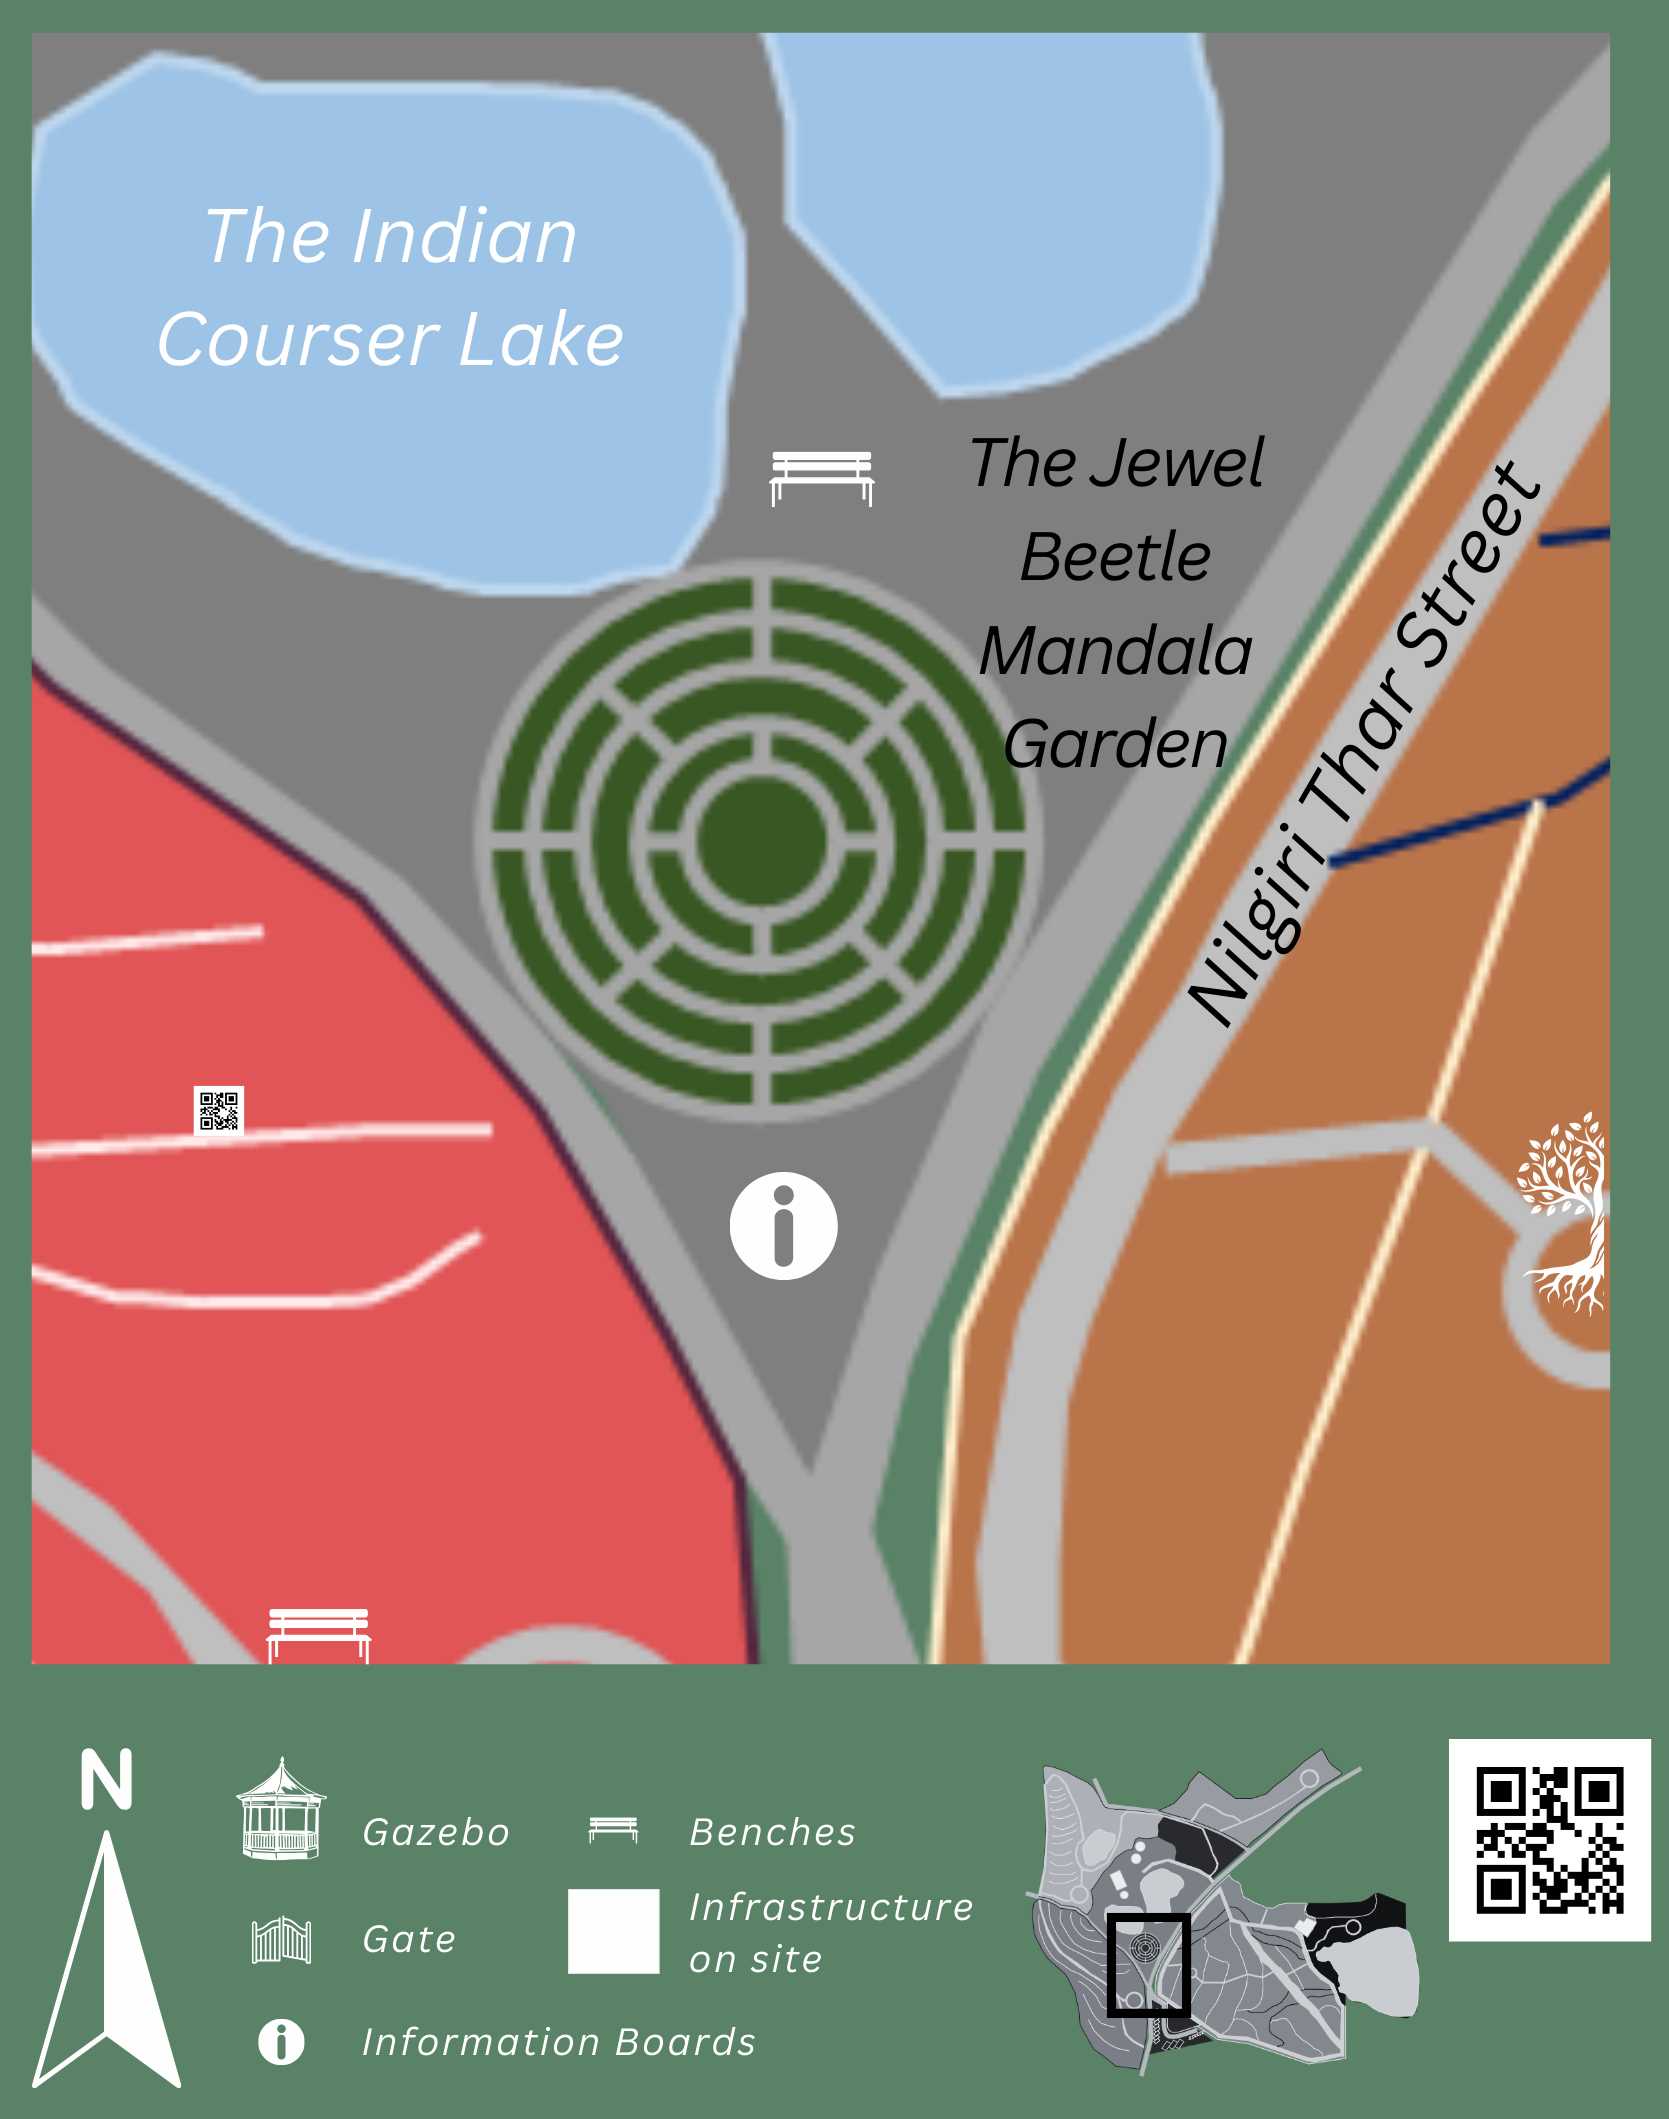 The Indian
Courser Lake
The Jewel
Beetle
Mandala
Garden
Nilgiri Thar Street
N
Gazebo
Benches
Gate
Infrastructure
on site
Information Boards